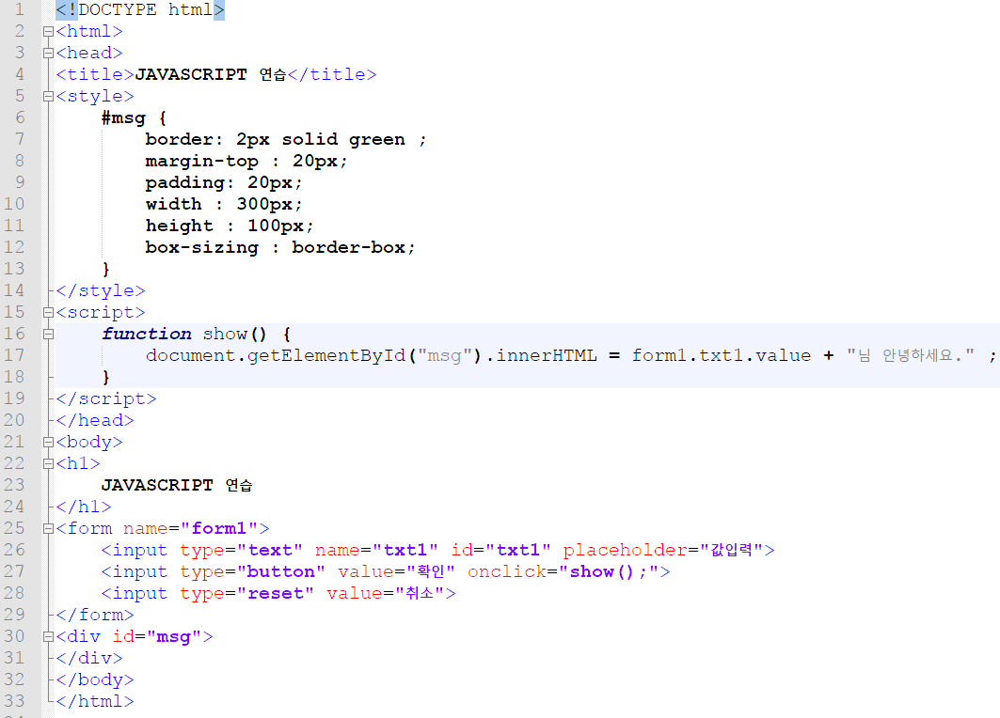 1 <!DOCTYPE html>
2 <html>
3 <head>
4 <title>JAVASCRIPT 연습</title>
5 <style>
6 #msg {
7 border: 2px solid green ;
8 margin-top : 20px;
9 padding: 20px;
10 width : 300px;
11 height : 100px;
12 box-sizing : border-box;
13 }
14 </style>
15 <script>
16 function show() {
17 document.getElementById("msg").innerHTML = form1.txt1.value + "님 안녕하세요." ;
18 }
19 </script>
20 </head>
21 <body>
22 <h1>
23 JAVASCRIPT 연습
24 </h1>
25 <form name="form1">
26 <input type="text" name="txt1" id="txt1" placeholder="값입력">
27 <input type="button" value="확인" onclick="show();">
28 <input type="reset" value="취소">
29 </form>
30 <div id="msg">
31 </div>
32 </body>
33 </html>